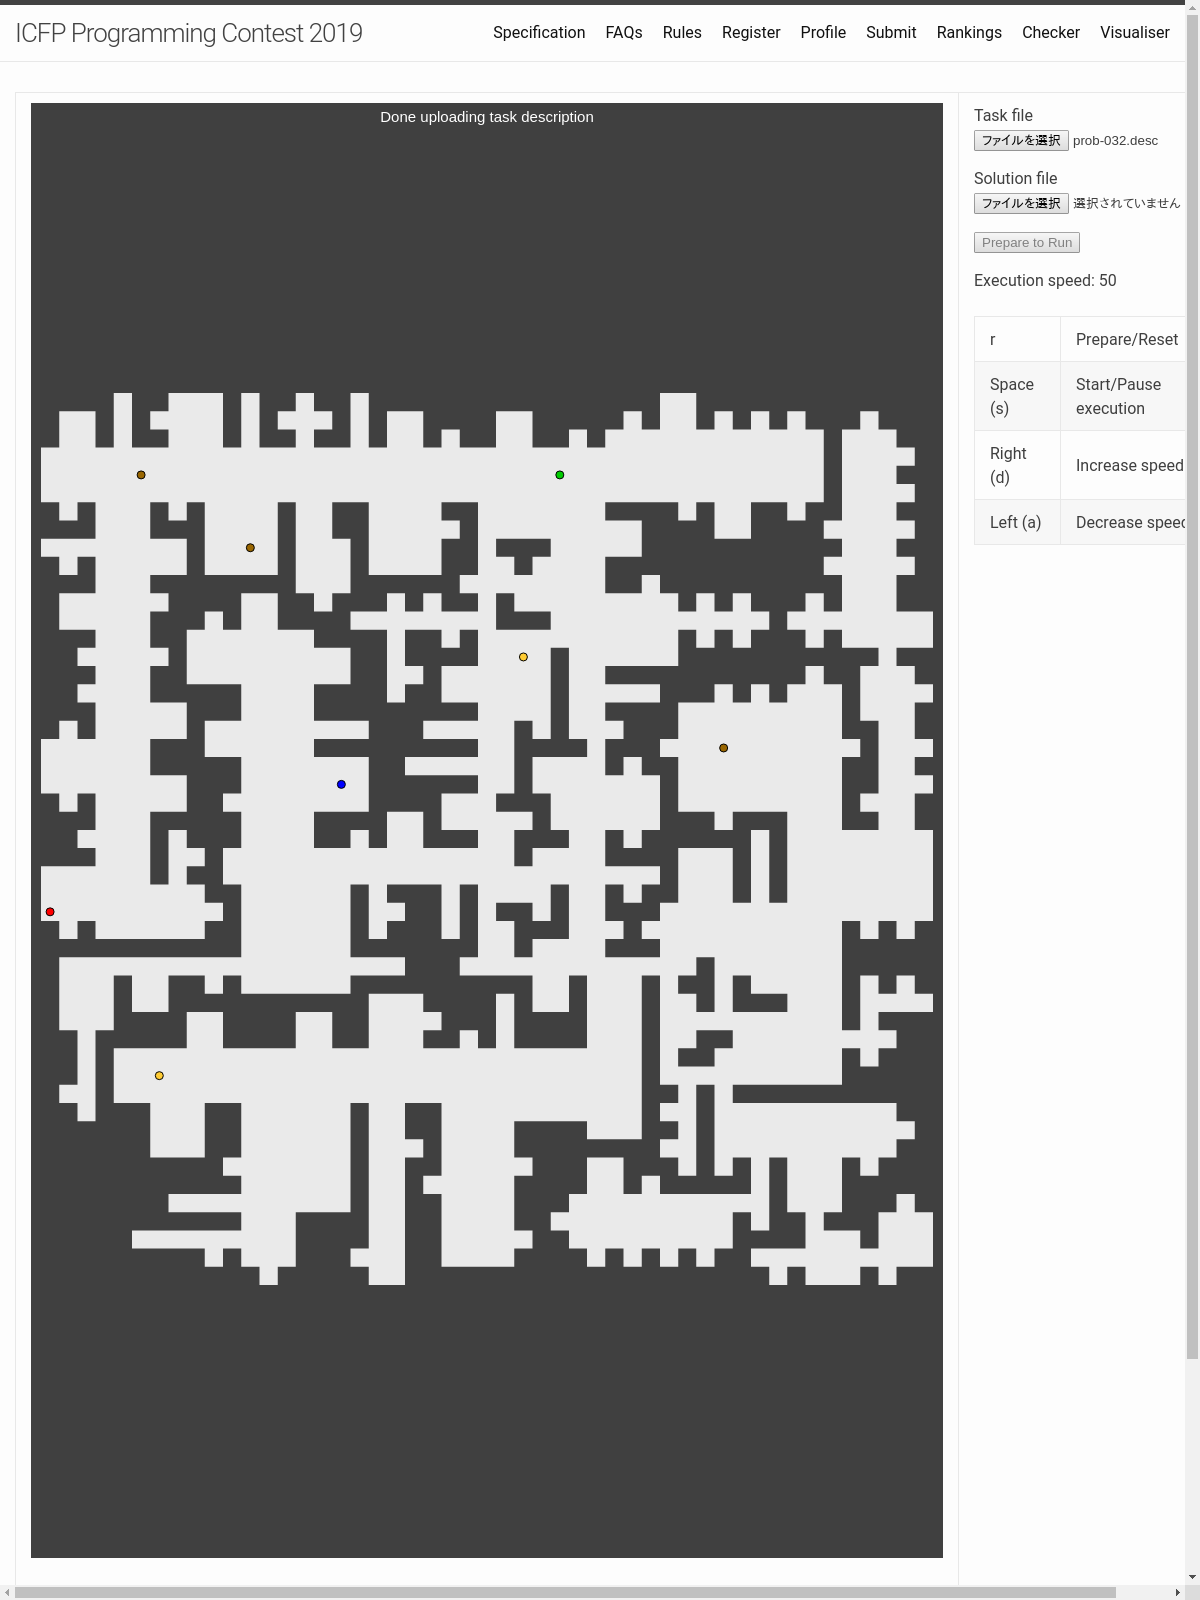 ICFP Programming Contest 2019
Specification FAQs Rules Register Profile Submit Rankings Checker Visualiser
Done uploading task description
Task file
ファイルを選択 prob-032.desc
Solution file
ファイルを選択 選択されていません
Prepare to Run
Execution speed: 50
r Prepare/Reset
Space (s) Start/Pause execution
Right (d) Increase speed
Left (a) Decrease speed